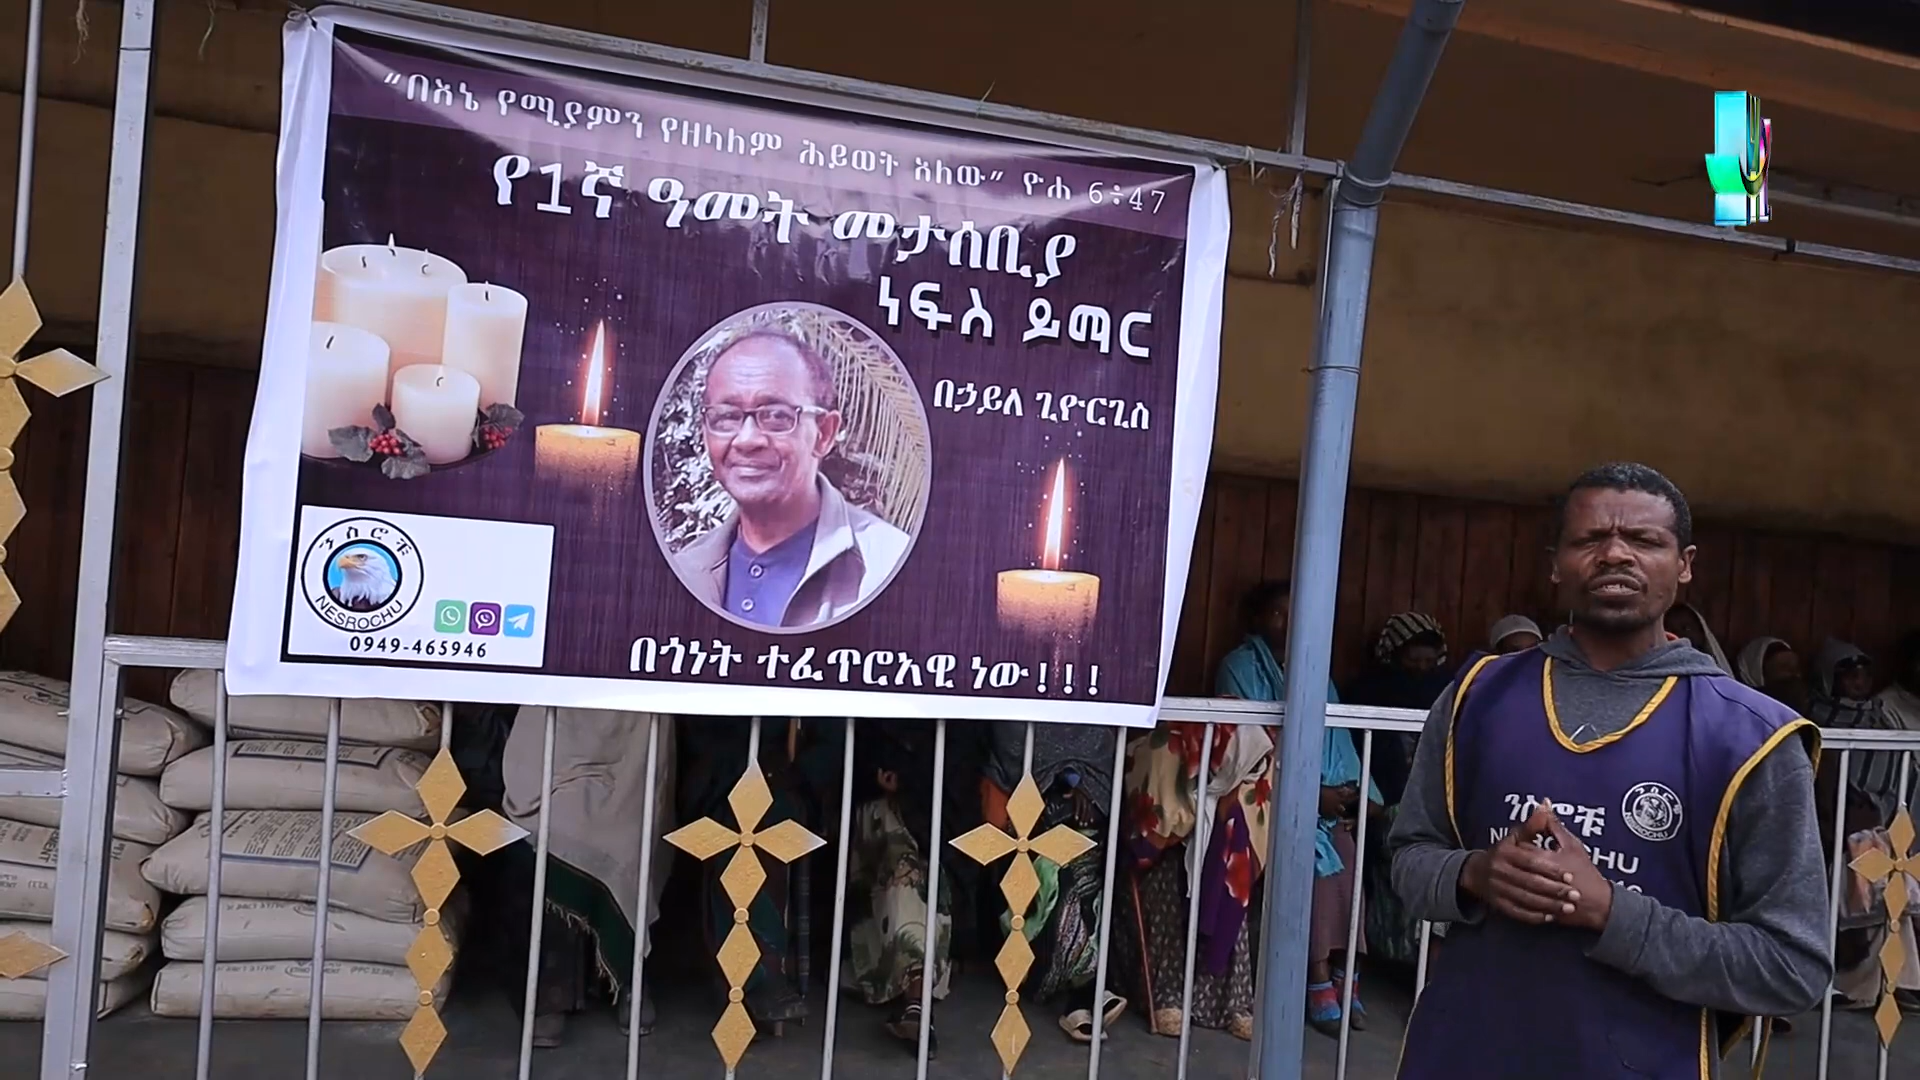 “በእኔ የሚያምን የዘላለም ሕይወት አለው” ዮሐ 6፥47
የ1ኛ ዓመት መታሰቢያ
ነፍስ ይማር
በኃይለ ጊዮርጊስ
ንስሮቹ
NESROCHU
0949-465946
በጎነት ተፈጥሮአዊ ነው!!!
ንስሮቹ